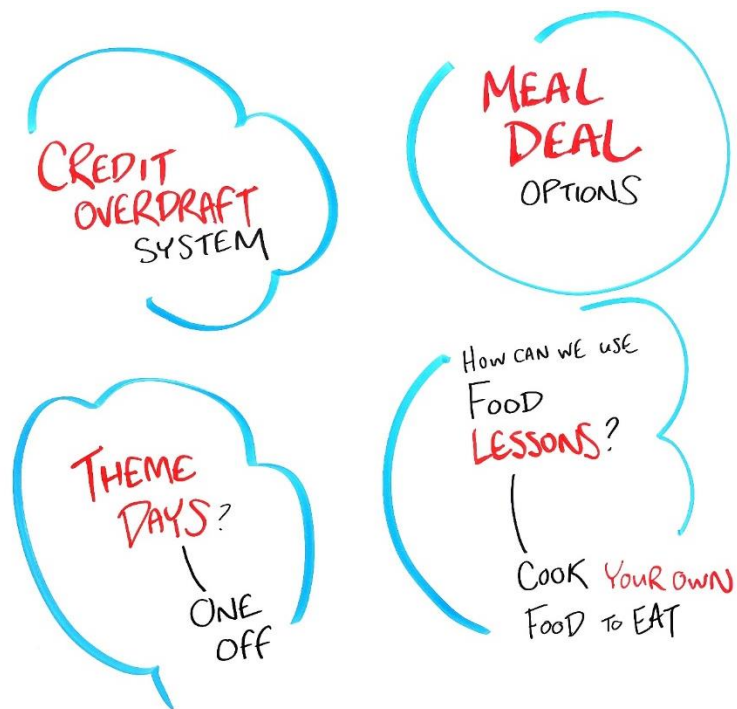 CREDIT
OVERDRAFT
SYSTEM
MEAL
DEAL
OPTIONS
THEME
DAYS?
ONE
OFF
HOW CAN WE USE
FOOD
LESSONS?
COOK YOUR OWN
FOOD TO EAT